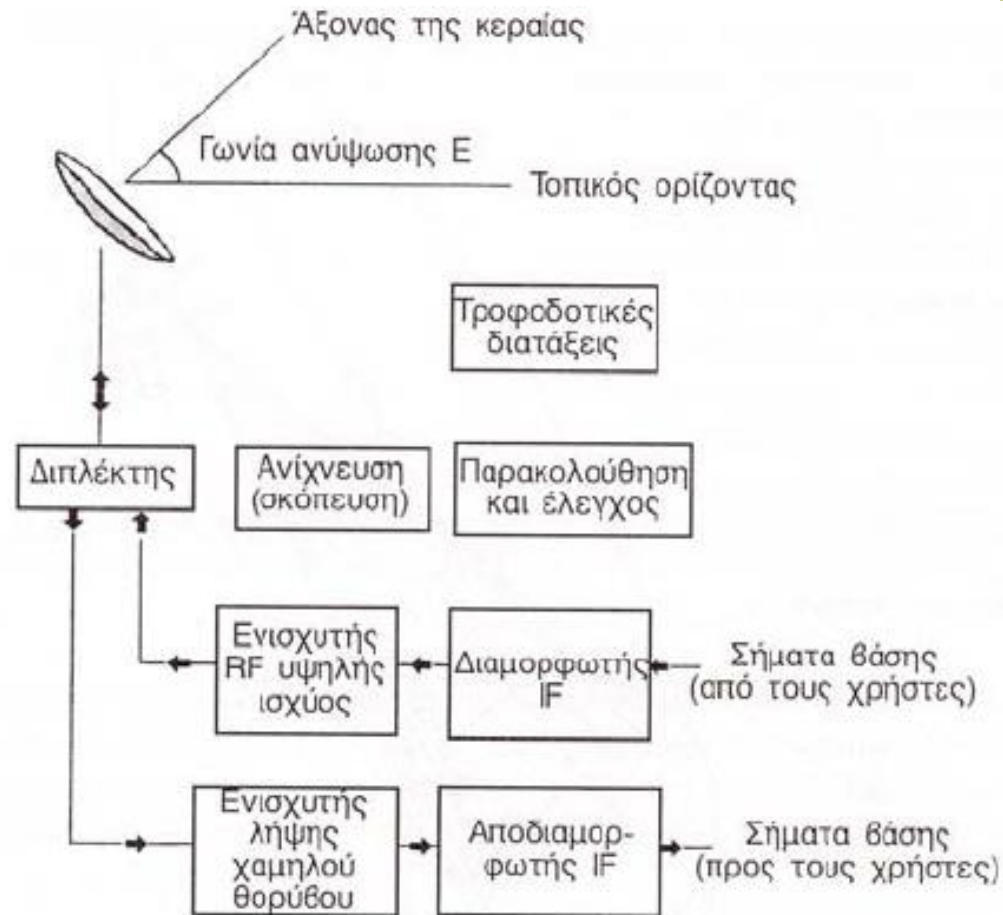 Άξονας της κεραίας
Γωνία ανύψωσης Ε
Τοπικός ορίζοντας
Τροφοδοτικές
διατάξεις
Διπλέκτης
Ανίχνευση
(σκόπευση)
Παρακολούθηση
και έλεγχος
Ενισχυτής
RF υψηλής
ισχύος
Διαμορφωτής
IF
Σήματα βάσης
(από τους χρήστες)
Ενισχυτής
λήψης
χαμηλού
θορύβου
Αποδιαμορ-
φωτής IF
Σήματα βάσης
(προς τους χρήστες)